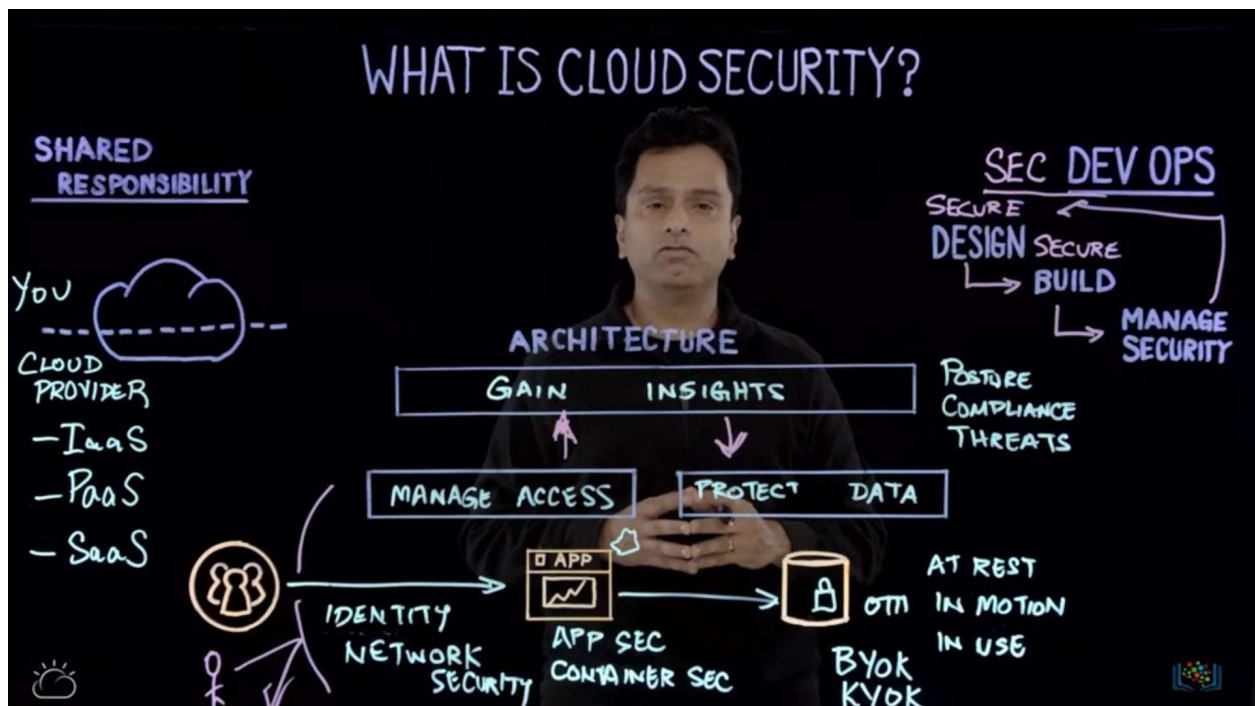 WHAT IS CLOUD SECURITY?
SHARED
RESPONSIBILITY
YOU
CLOUD
PROVIDER
- IaaS
- PaaS
- SaaS
SEC DEV OPS
SECURE
DESIGN SECURE
BUILD
MANAGE
SECURITY
ARCHITECTURE
GAIN INSIGHTS
POSTURE
COMPLIANCE
THREATS
MANAGE ACCESS
PROTECT DATA
IDENTITY
NETWORK
SECURITY
APP
APP SEC
CONTAINER SEC
AT REST
IN MOTION
IN USE
BYOK
KYOK